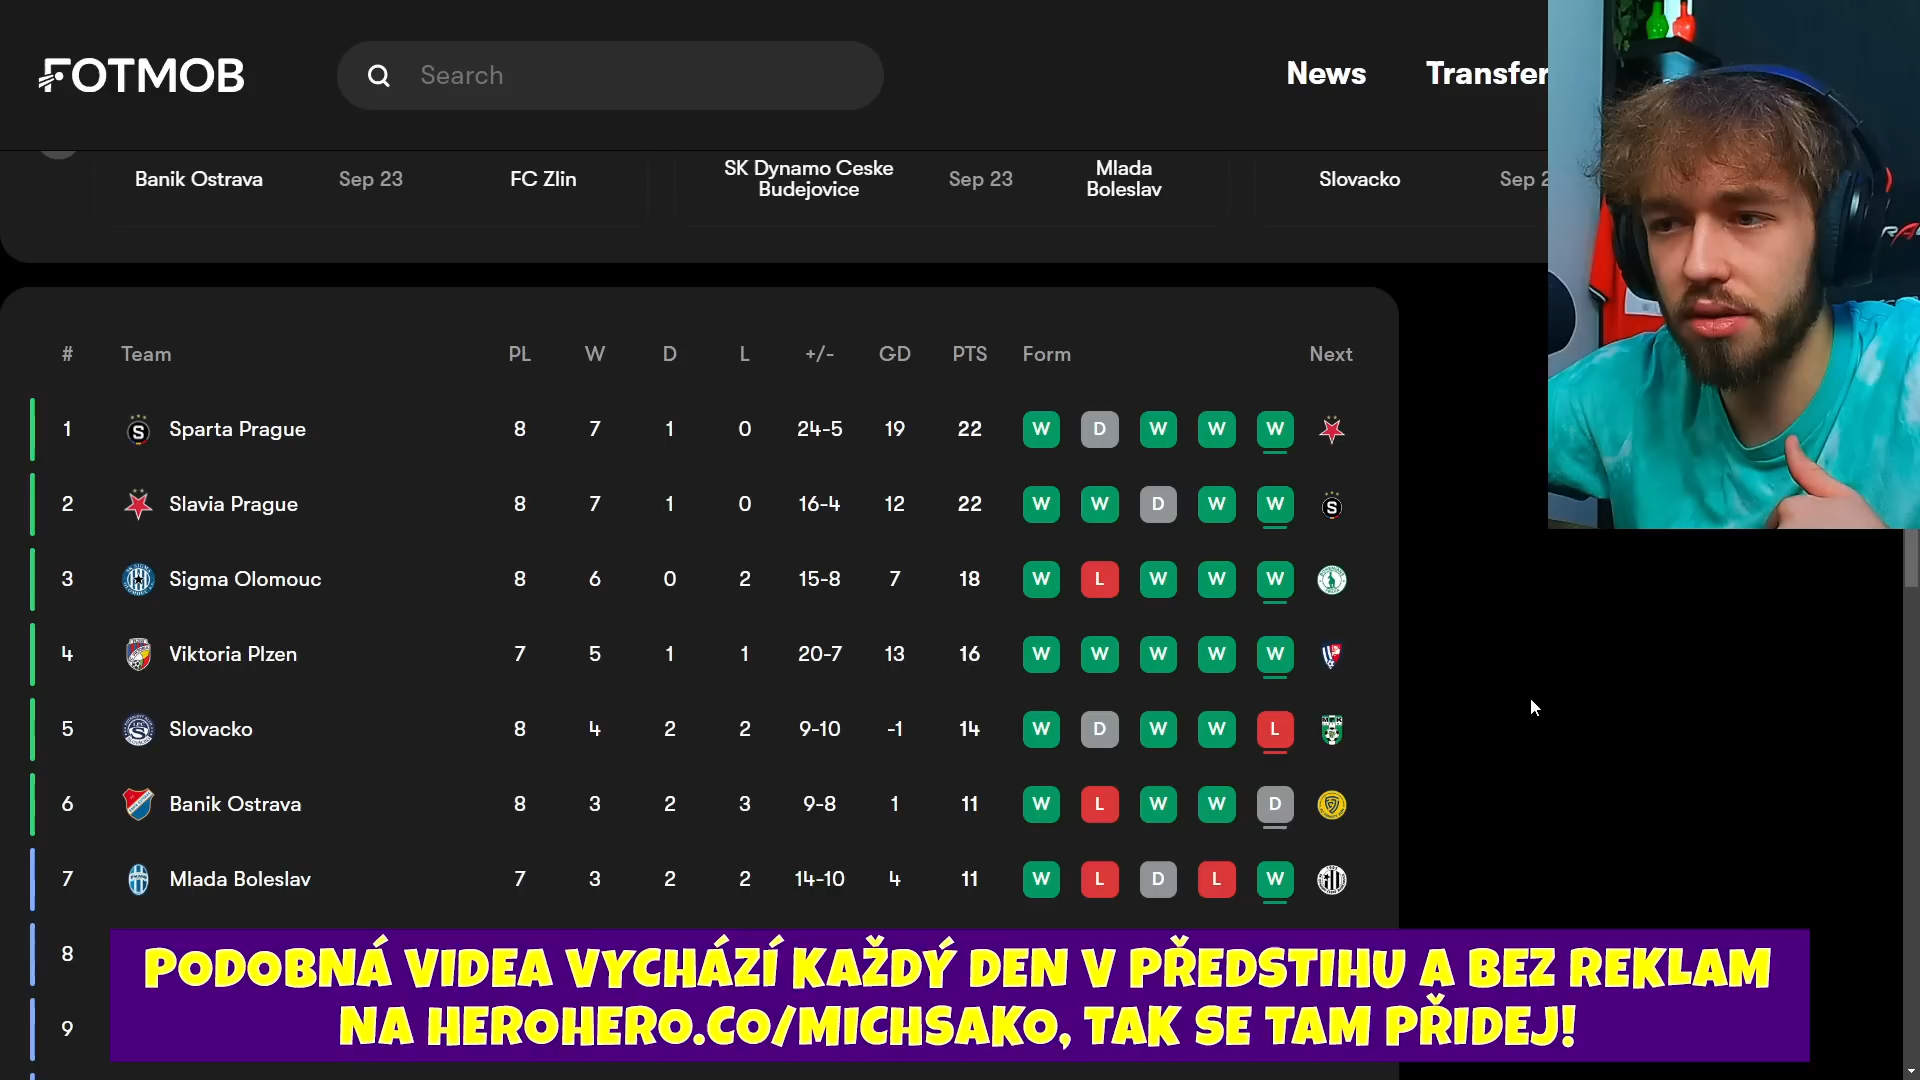 FOTMOB
Search
News
Transfer
Banik Ostrava Sep 23 FC Zlin
SK Dynamo Ceske Budejovice Sep 23 Mlada Boleslav
Slovacko Sep 2
# Team PL W D L +/- GD PTS Form Next
1 Sparta Prague 8 7 1 0 24-5 19 22 W D W W W
2 Slavia Prague 8 7 1 0 16-4 12 22 W W D W W
3 Sigma Olomouc 8 6 0 2 15-8 7 18 W L W W W
4 Viktoria Plzen 7 5 1 1 20-7 13 16 W W W W W
5 Slovacko 8 4 2 2 9-10 -1 14 W D W W L
6 Banik Ostrava 8 3 2 3 9-8 1 11 W L W W D
7 Mlada Boleslav 7 3 2 2 14-10 4 11 W L D L W
8
9
PODOBNÁ VIDEA VYCHÁZÍ KAŽDÝ DEN V PŘEDSTIHU A BEZ REKLAM
NA HEROHERO.CO/MICHSAKO, TAK SE TAM PŘIDEJ!